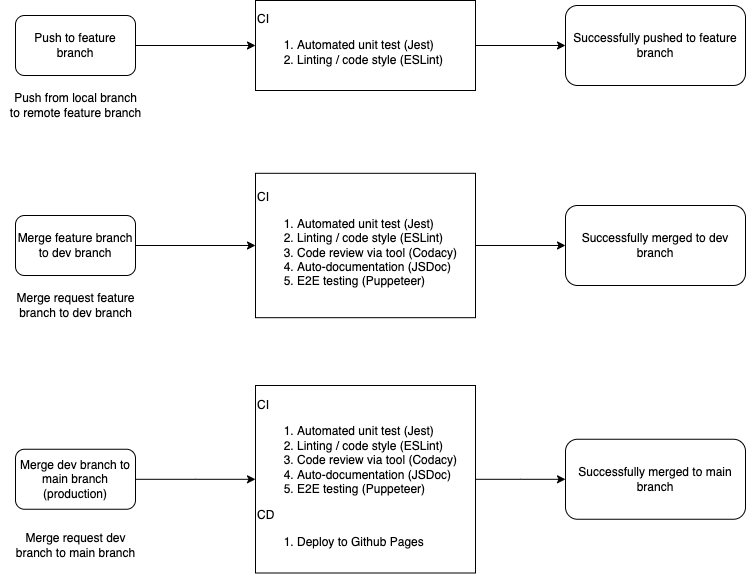 Push to feature
branch
Push from local branch
to remote feature branch
CI
1. Automated unit test (Jest)
2. Linting / code style (ESLint)
Successfully pushed to feature
branch
Merge feature branch
to dev branch
Merge request feature
branch to dev branch
CI
1. Automated unit test (Jest)
2. Linting / code style (ESLint)
3. Code review via tool (Codacy)
4. Auto-documentation (JSDoc)
5. E2E testing (Puppeteer)
Successfully merged to dev
branch
Merge dev branch to
main branch
(production)
Merge request dev
branch to main branch
CI
1. Automated unit test (Jest)
2. Linting / code style (ESLint)
3. Code review via tool (Codacy)
4. Auto-documentation (JSDoc)
5. E2E testing (Puppeteer)
CD
1. Deploy to Github Pages
Successfully merged to main
branch